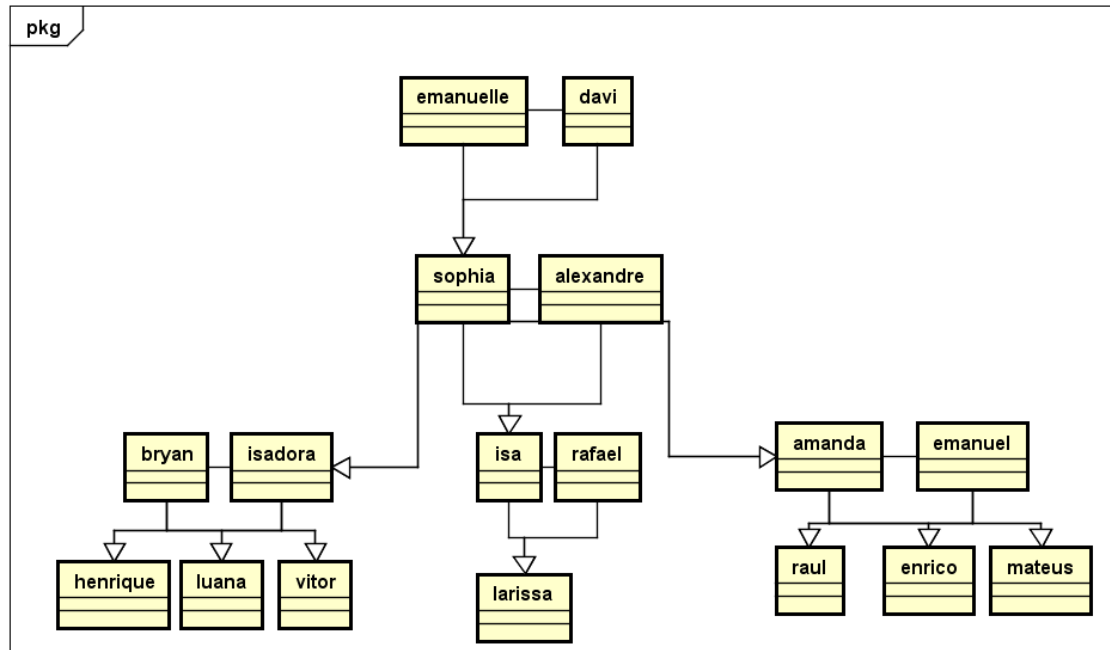 pkg
emanuelle
davi
sophia
alexandre
bryan
isadora
isa
rafael
amanda
emanuel
henrique
luana
vitor
larissa
raul
enrico
mateus